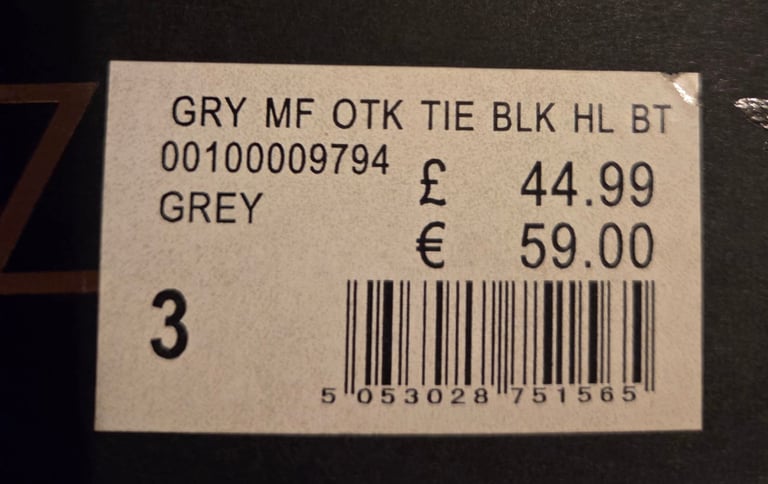 GRY MF OTK TIE BLK HL BT
00100009794
£ 44.99
GREY
€ 59.00
3
5 053028 751565